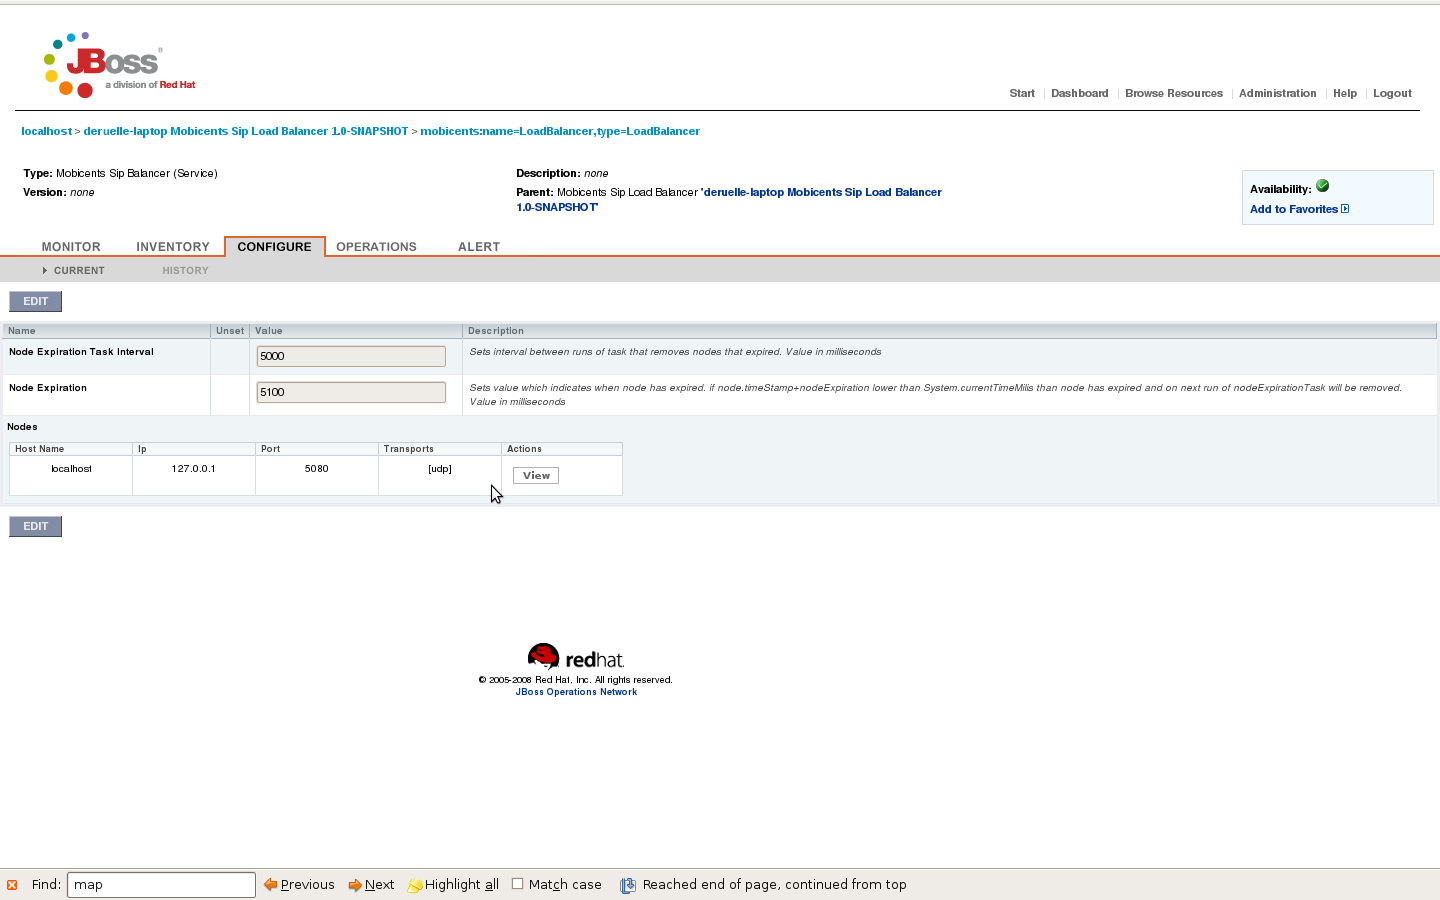 JBoss®
a division of Red Hat
Start Dashboard Browse Resources Administration Help Logout
localhost > deruelle-laptop Mobicents Sip Load Balancer 1.0-SNAPSHOT > mobicents:name=LoadBalancer,type=LoadBalancer
Type: Mobicents Sip Balancer (Service)
Version: none
Description: none
Parent: Mobicents Sip Load Balancer 'deruelle-laptop Mobicents Sip Load Balancer
1.0-SNAPSHOT'
Availability:
Add to Favorites
MONITOR INVENTORY CONFIGURE OPERATIONS ALERT
CURRENT HISTORY
EDIT
Name Unset Value Description
Node Expiration Task Interval 5000 Sets interval between runs of task that removes nodes that expired. Value in milliseconds
Node Expiration 5100 Sets value which indicates when node has expired. if node.timeStamp+nodeExpiration lower than System.currentTimeMills than node has expired and on next run of nodeExpirationTask will be removed.
Value in milliseconds
Nodes
Host Name Ip Port Transports Actions
localhost 127.0.0.1 5080 [udp] View
EDIT
redhat.
© 2005-2008 Red Hat, Inc. All rights reserved.
JBoss Operations Network
Find: map Previous Next Highlight all Match case Reached end of page, continued from top